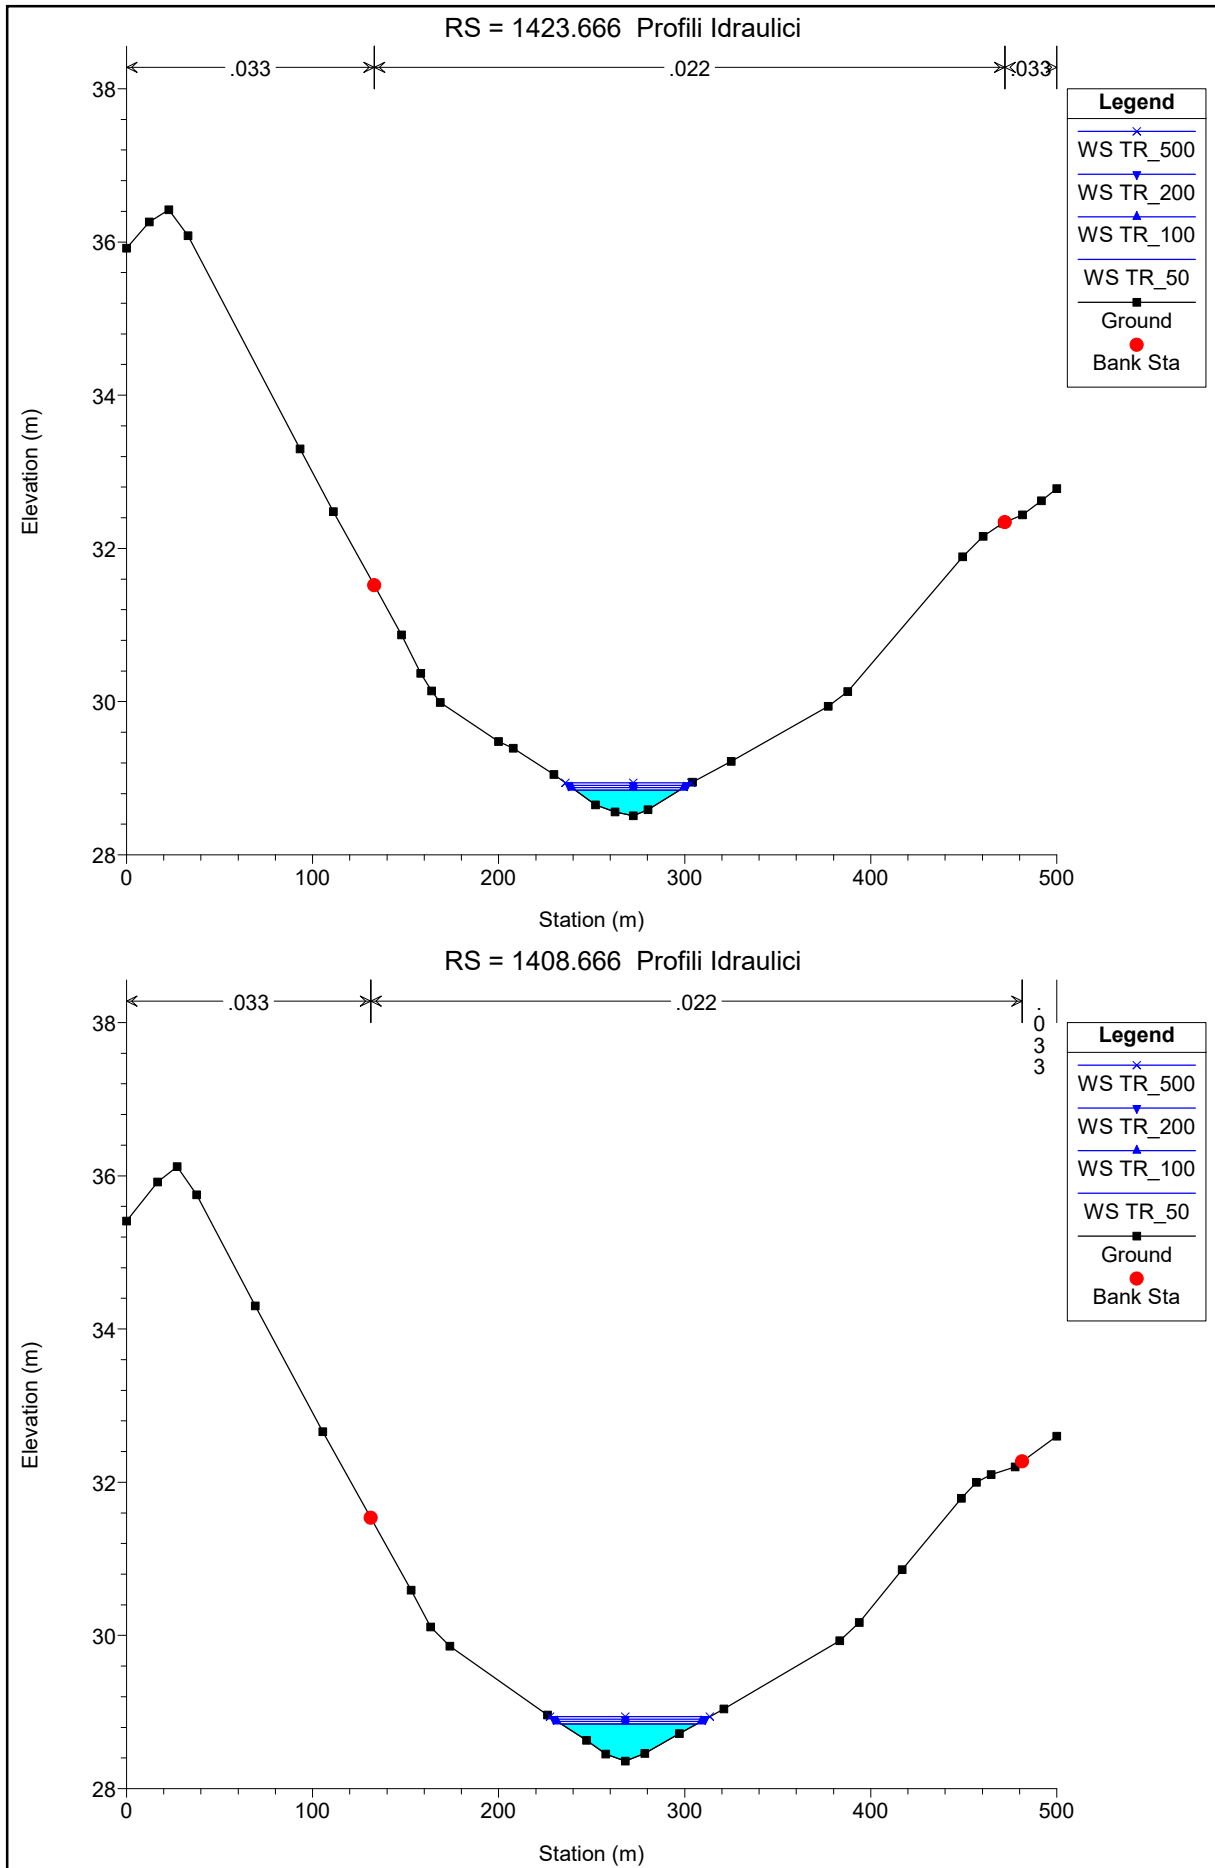 RS = 1423.666  Profili Idraulici
.033
.022
.033
38
36
34
32
30
28
Elevation (m)
0
100
200
300
400
500
Station (m)
Legend
WS TR_500
WS TR_200
WS TR_100
WS TR_50
Ground
Bank Sta
RS = 1408.666  Profili Idraulici
.033
.022
.
0
3
3
38
36
34
32
30
28
Elevation (m)
0
100
200
300
400
500
Station (m)
Legend
WS TR_500
WS TR_200
WS TR_100
WS TR_50
Ground
Bank Sta